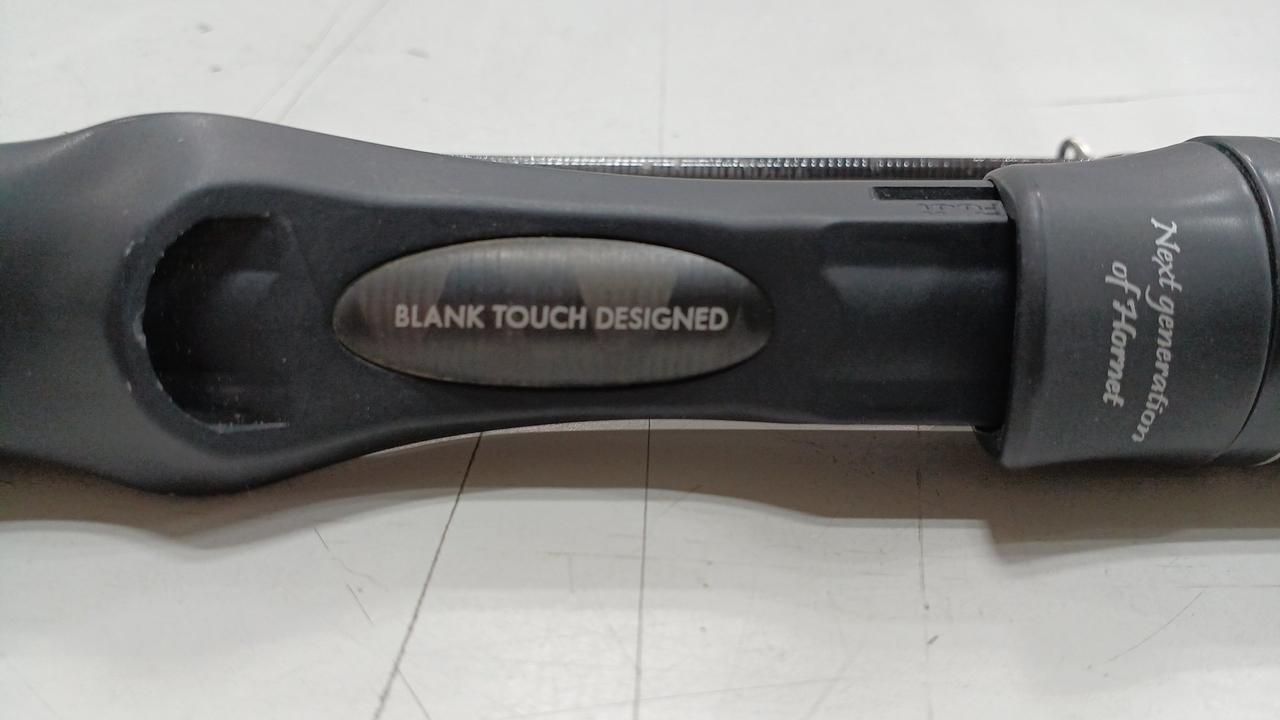 BLANK TOUCH DESIGNED
Next generation
of Hornet